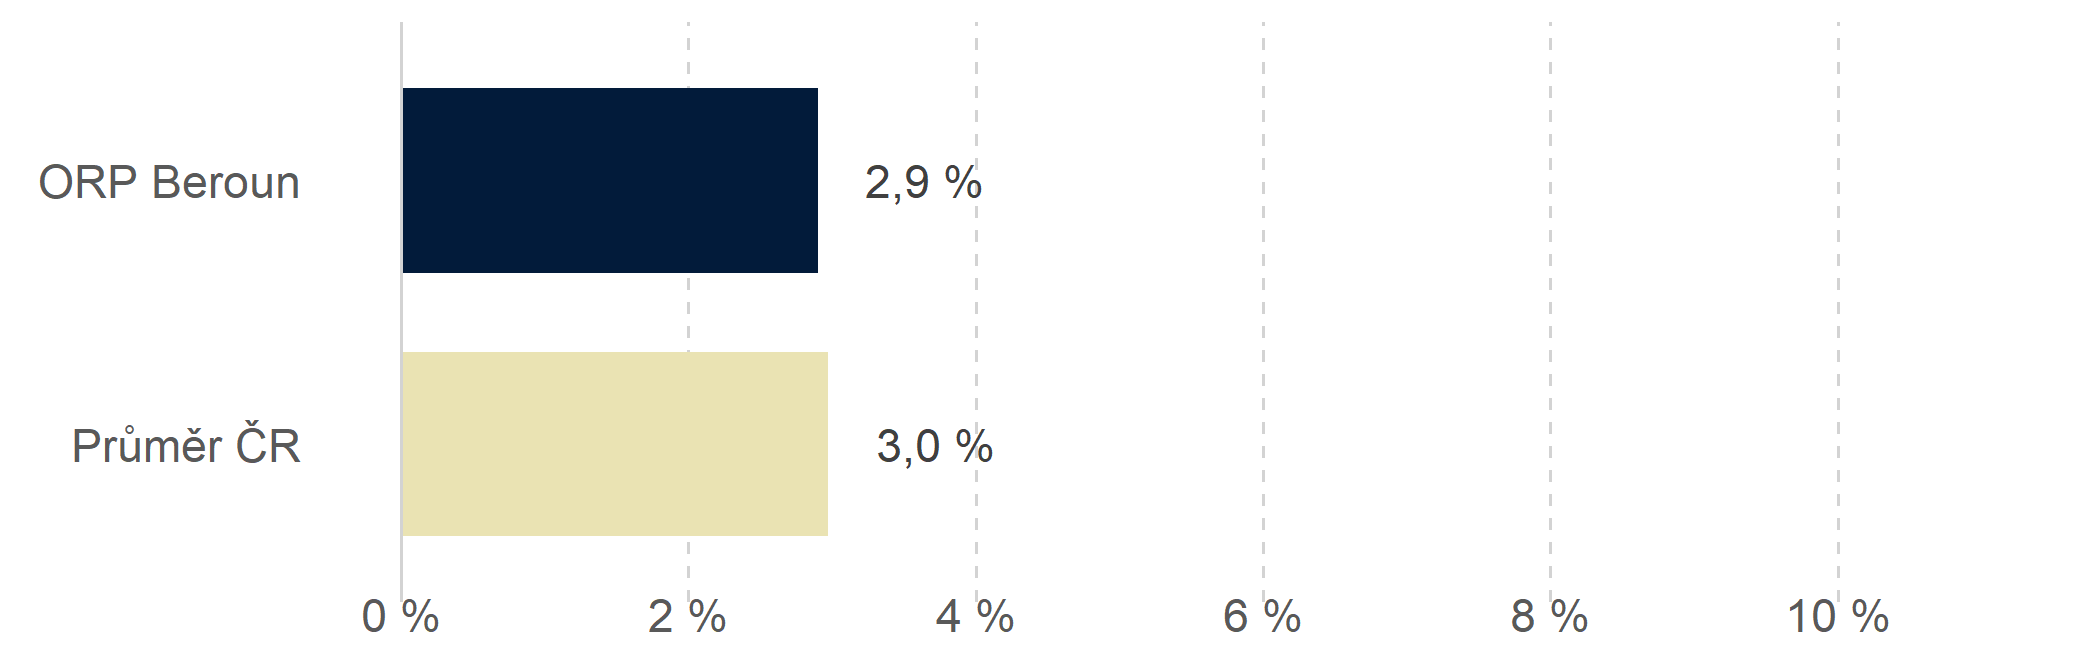 ORP Beroun
2,9 %
Průměr ČR
3,0 %
0 % 2 % 4 % 6 % 8 % 10 %